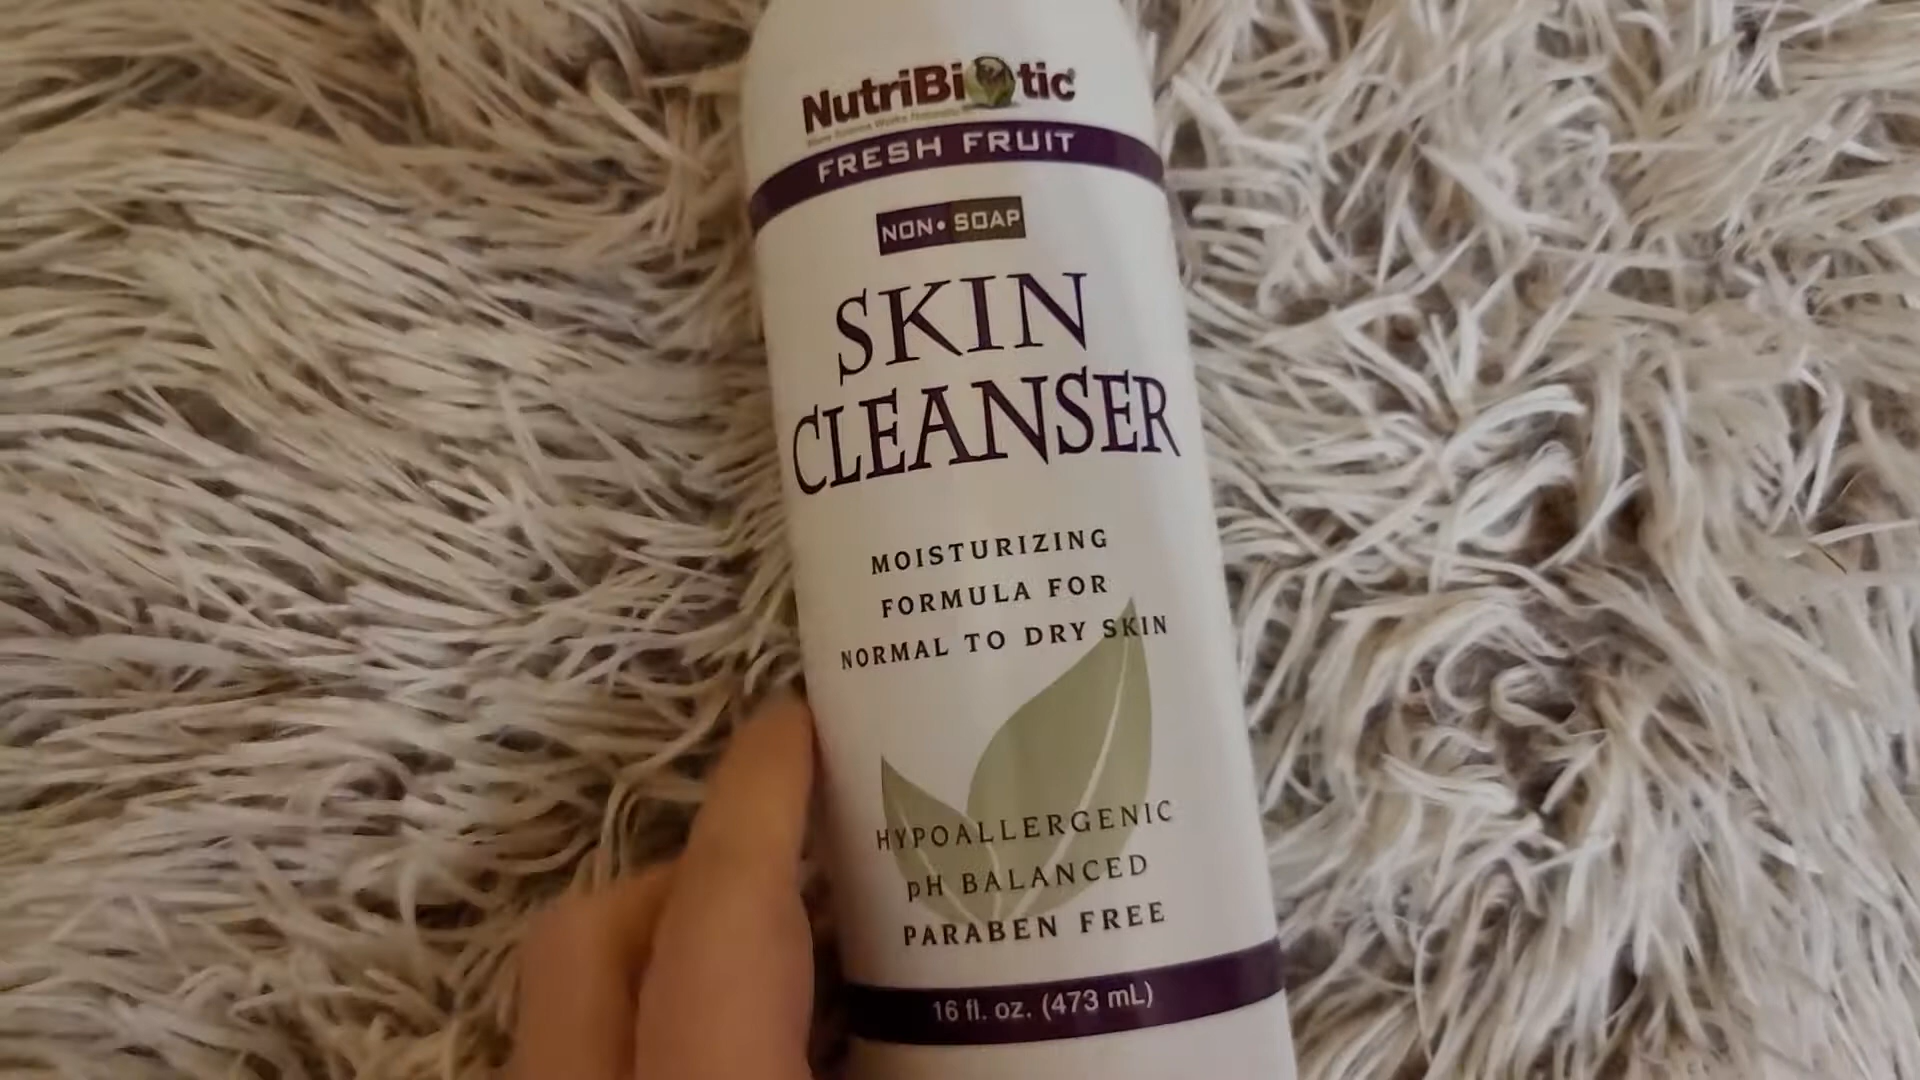 NutriBiotic
FRESH FRUIT
NON•SOAP
SKIN
CLEANSER
MOISTURIZING
FORMULA FOR
NORMAL TO DRY SKIN
HYPOALLERGENIC
pH BALANCED
PARABEN FREE
16 fl. oz. (473 mL)